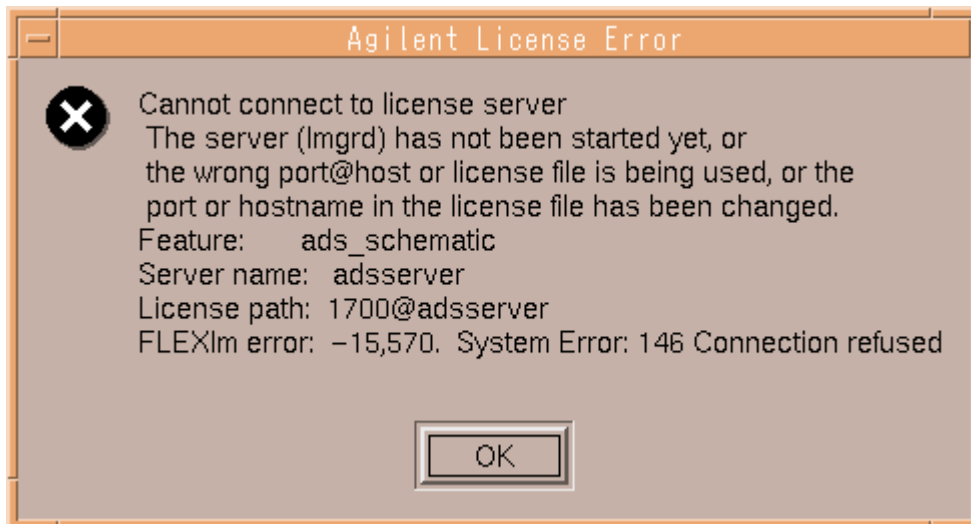 Agilent License Error
Cannot connect to license server
The server (lmgrd) has not been started yet, or
the wrong port@host or license file is being used, or the
port or hostname in the license file has been changed.
Feature: ads_schematic
Server name: adsserver
License path: 1700@adsserver
FLEXlm error: -15,570. System Error: 146 Connection refused
OK